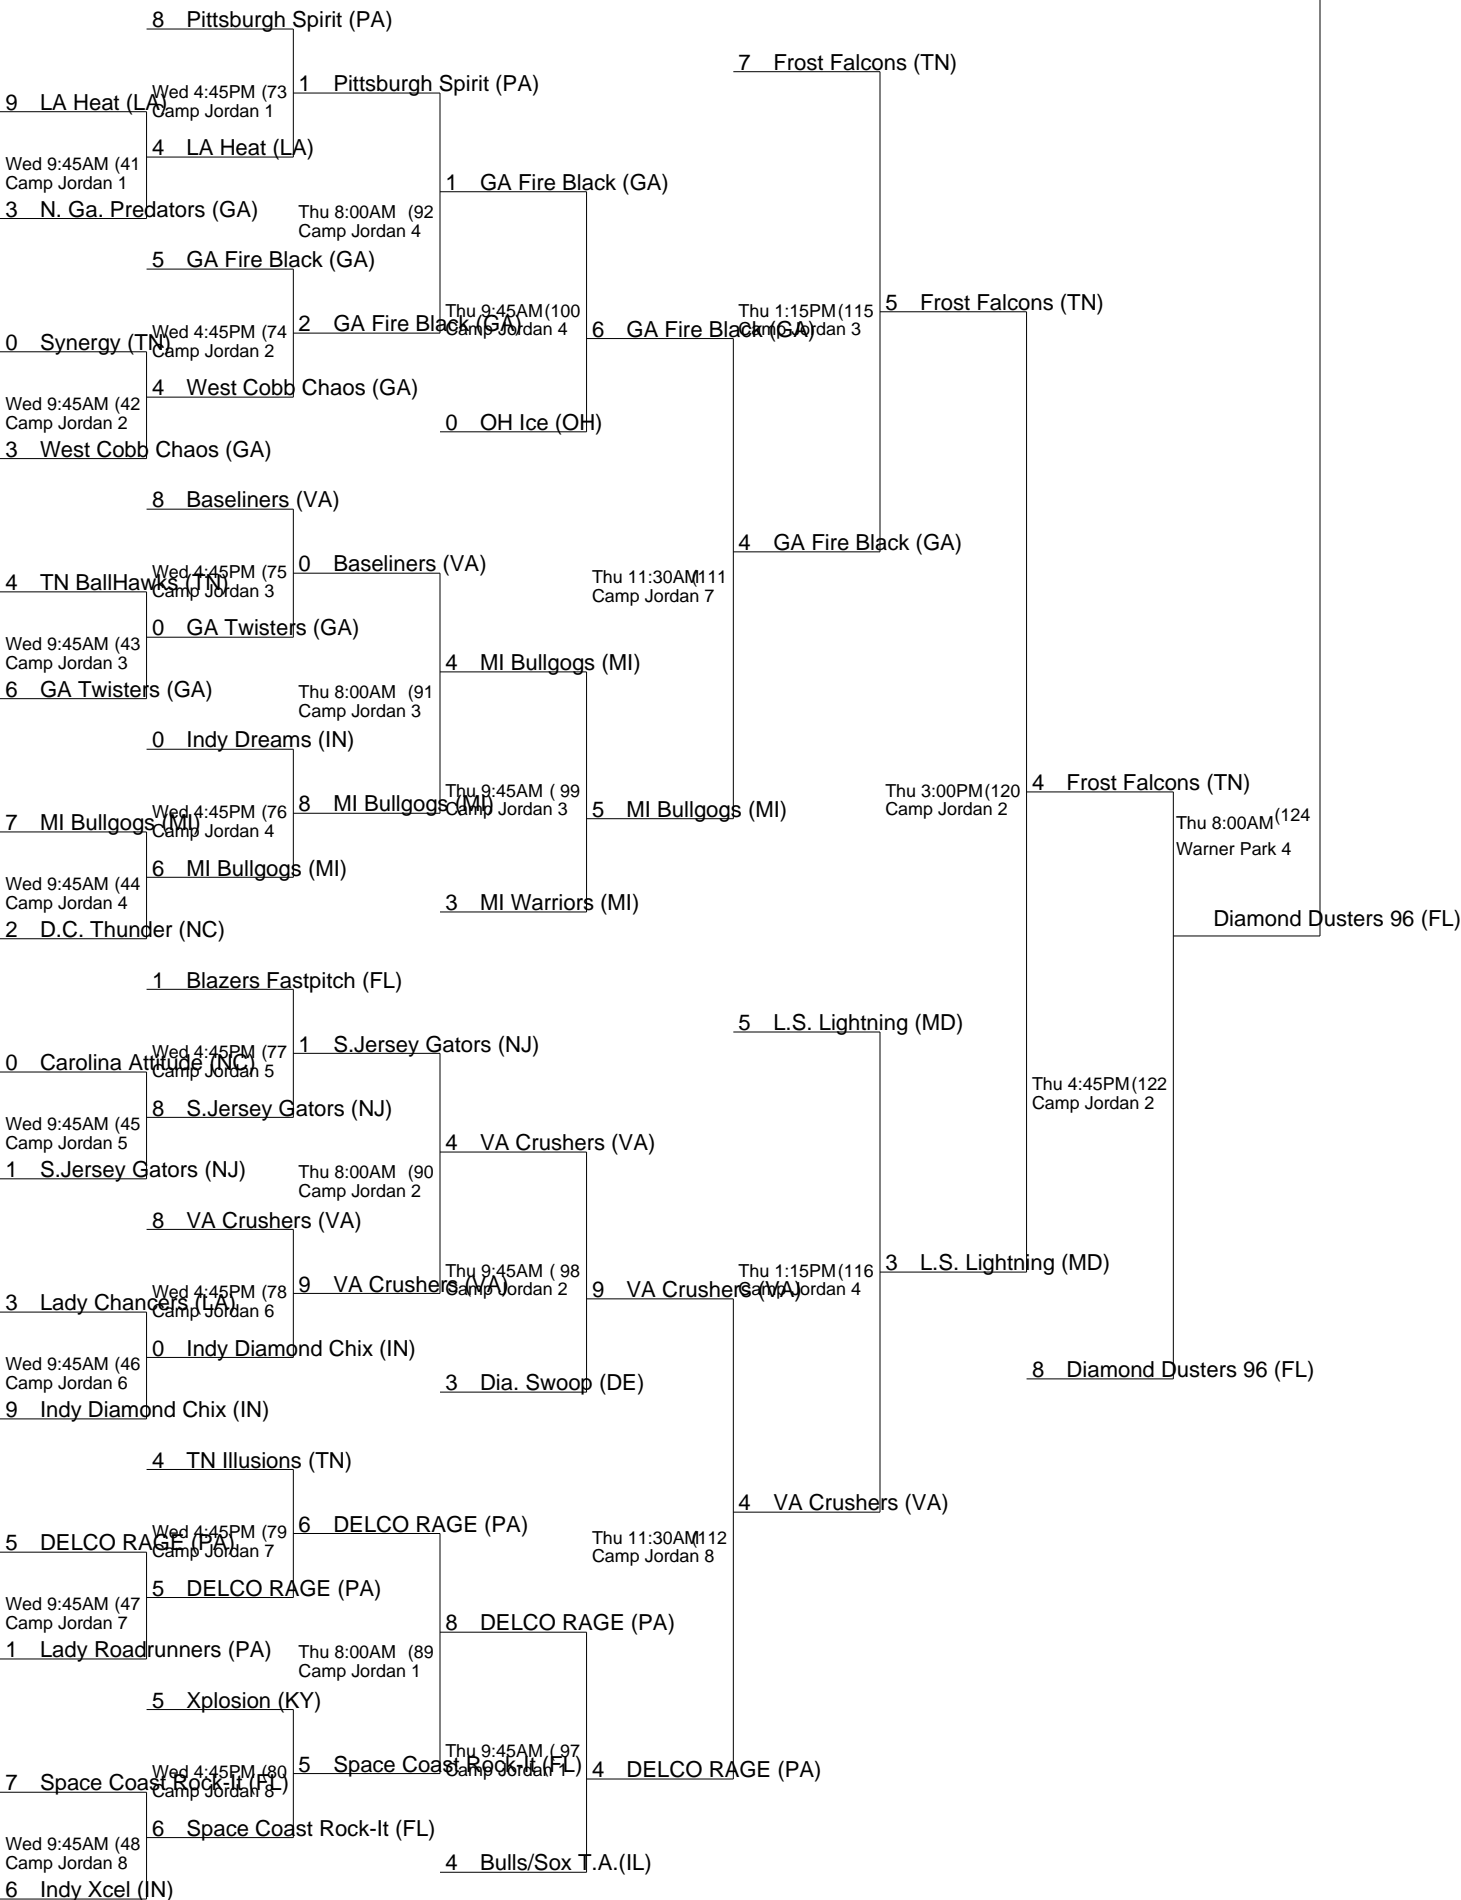 8 Pittsburgh Spirit (PA)
7 Frost Falcons (TN)
1 Pittsburgh Spirit (PA)
9 LA Heat (LA)
Wed 4:45PM (73
Camp Jordan 1
4 LA Heat (LA)
Wed 9:45AM (41
Camp Jordan 1
1 GA Fire Black (GA)
3 N. Ga. Predators (GA)
Thu 8:00AM (92
Camp Jordan 4
5 GA Fire Black (GA)
Thu 9:45AM (100
Camp Jordan 4
Thu 1:15PM (115
Camp Jordan 3
5 Frost Falcons (TN)
2 GA Fire Black (GA)
6 GA Fire Black (GA)
0 Synergy (TN)
Wed 4:45PM (74
Camp Jordan 2
4 West Cobb Chaos (GA)
Wed 9:45AM (42
Camp Jordan 2
0 OH Ice (OH)
3 West Cobb Chaos (GA)
8 Baseliners (VA)
4 GA Fire Black (GA)
0 Baseliners (VA)
4 TN BallHawks (TN)
Wed 4:45PM (75
Camp Jordan 3
Thu 11:30AM (111
Camp Jordan 7
0 GA Twisters (GA)
Wed 9:45AM (43
Camp Jordan 3
4 MI Bullgogs (MI)
6 GA Twisters (GA)
Thu 8:00AM (91
Camp Jordan 3
0 Indy Dreams (IN)
4 Frost Falcons (TN)
Thu 9:45AM ( 99
Camp Jordan 3
Thu 3:00PM (120
Camp Jordan 2
8 MI Bullgogs (MI)
5 MI Bullgogs (MI)
7 MI Bullgogs (MI)
Wed 4:45PM (76
Camp Jordan 4
Thu 8:00AM (124
Warner Park 4
6 MI Bullgogs (MI)
Wed 9:45AM (44
Camp Jordan 4
3 MI Warriors (MI)
2 D.C. Thunder (NC)
Diamond Dusters 96 (FL)
1 Blazers Fastpitch (FL)
5 L.S. Lightning (MD)
1 S.Jersey Gators (NJ)
0 Carolina Attitude (NC)
Wed 4:45PM (77
Camp Jordan 5
Thu 4:45PM (122
Camp Jordan 2
8 S.Jersey Gators (NJ)
Wed 9:45AM (45
Camp Jordan 5
4 VA Crushers (VA)
1 S.Jersey Gators (NJ)
Thu 8:00AM (90
Camp Jordan 2
8 VA Crushers (VA)
3 L.S. Lightning (MD)
Thu 9:45AM ( 98
Camp Jordan 2
Thu 1:15PM (116
Camp Jordan 4
9 VA Crushers (VA)
9 VA Crushers (VA)
3 Lady Chancers (LA)
Wed 4:45PM (78
Camp Jordan 6
0 Indy Diamond Chix (IN)
Wed 9:45AM (46
Camp Jordan 6
3 Dia. Swoop (DE)
8 Diamond Dusters 96 (FL)
9 Indy Diamond Chix (IN)
4 TN Illusions (TN)
4 VA Crushers (VA)
6 DELCO RAGE (PA)
5 DELCO RAGE (PA)
Wed 4:45PM (79
Camp Jordan 7
Thu 11:30AM (112
Camp Jordan 8
5 DELCO RAGE (PA)
Wed 9:45AM (47
Camp Jordan 7
8 DELCO RAGE (PA)
1 Lady Roadrunners (PA)
Thu 8:00AM (89
Camp Jordan 1
5 Xplosion (KY)
Thu 9:45AM ( 97
Camp Jordan 1
5 Space Coast Rock-It (FL)
4 DELCO RAGE (PA)
7 Space Coast Rock-It (FL)
Wed 4:45PM (80
Camp Jordan 8
6 Space Coast Rock-It (FL)
Wed 9:45AM (48
Camp Jordan 8
4 Bulls/Sox T.A.(IL)
6 Indy Xcel (IN)